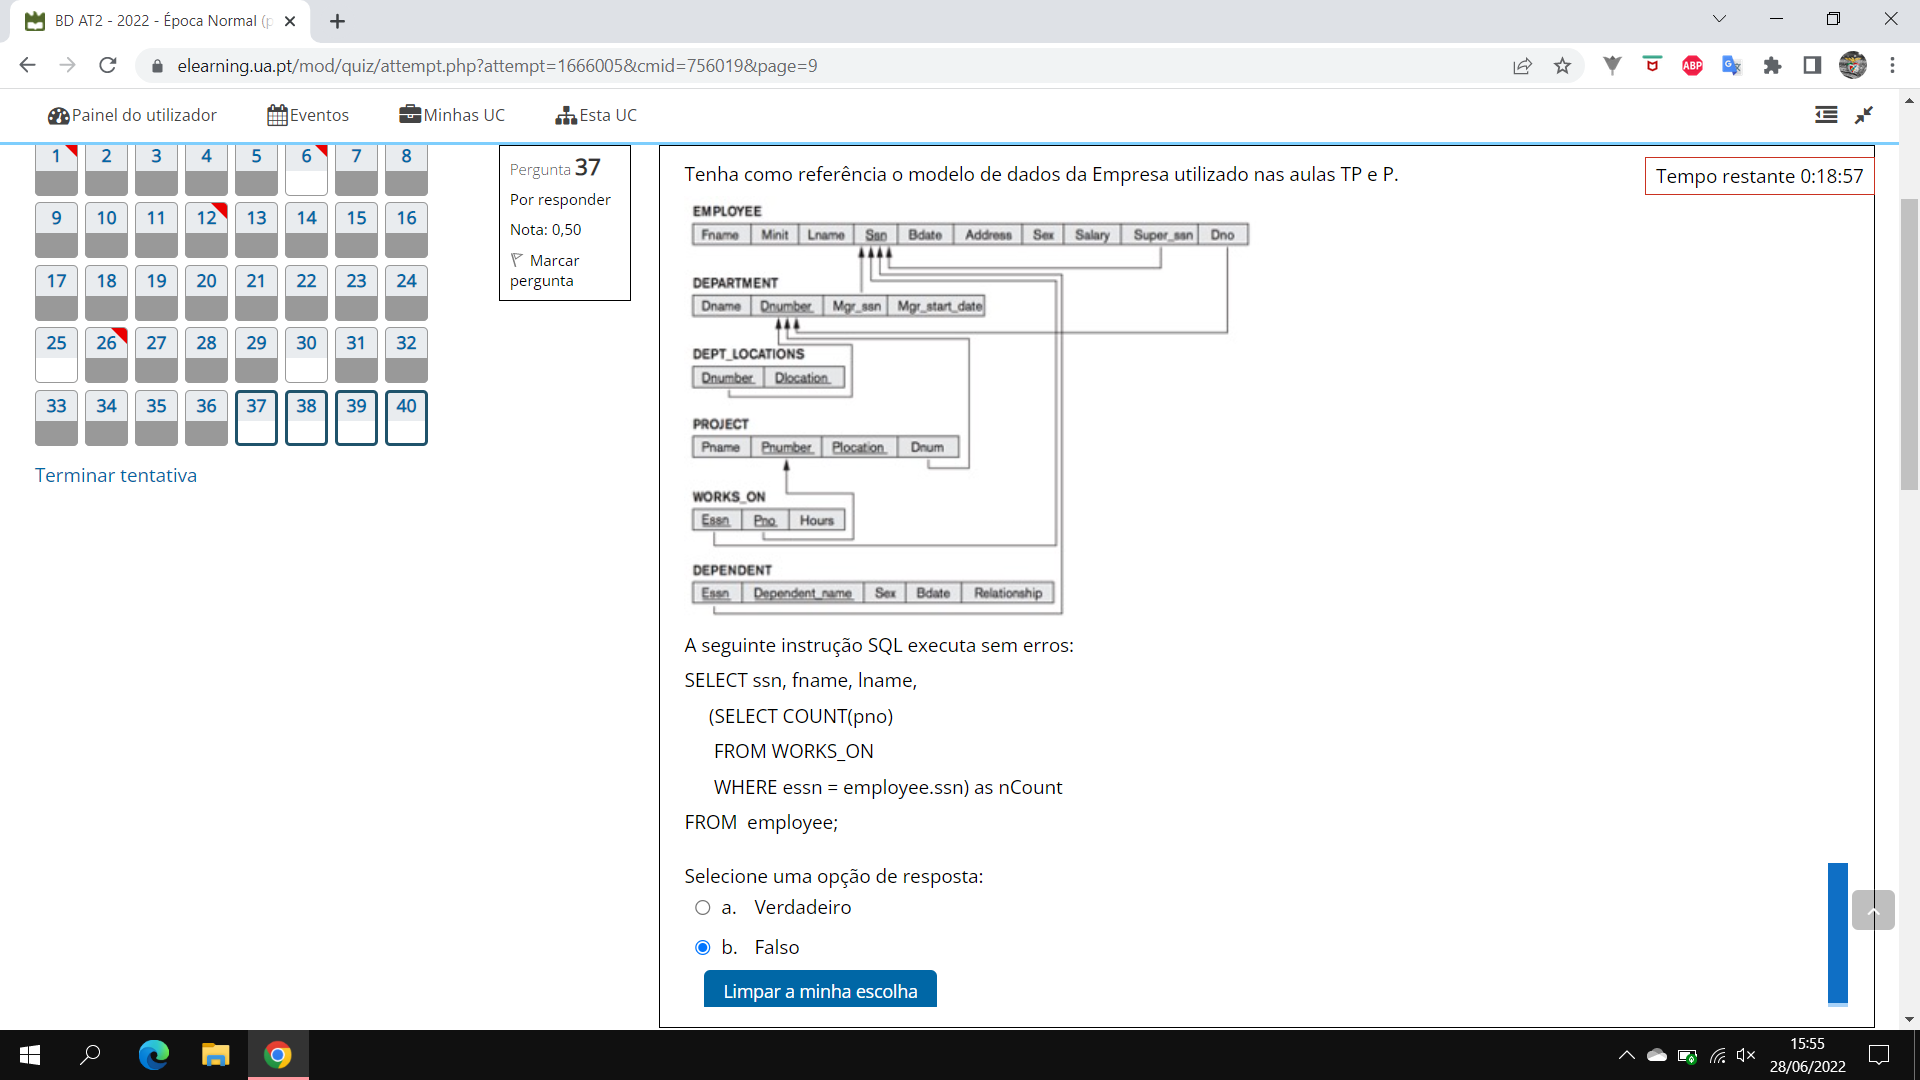 BD AT2 - 2022 - Época Normal (p
elearning.ua.pt/mod/quiz/attempt.php?attempt=1666005&cmid=756019&page=9
ABP
Painel do utilizador
Eventos
Minhas UC
Esta UC
1 2 3 4 5 6 7 8
9 10 11 12 13 14 15 16
17 18 19 20 21 22 23 24
25 26 27 28 29 30 31 32
33 34 35 36 37 38 39 40
Terminar tentativa
Pergunta 37
Por responder
Nota: 0,50
Marcar
pergunta
Tempo restante 0:18:57
Tenha como referência o modelo de dados da Empresa utilizado nas aulas TP e P.
EMPLOYEE
Fname Minit Lname Ssn Bdate Address Sex Salary Super_ssn Dno
DEPARTMENT
Dname Dnumber Mgr_ssn Mgr_start_date
DEPT_LOCATIONS
Dnumber Dlocation
PROJECT
Pname Pnumber Plocation Dnum
WORKS_ON
Essn Pno Hours
DEPENDENT
Essn Dependent_name Sex Bdate Relationship
A seguinte instrução SQL executa sem erros:
SELECT ssn, fname, lname,
(SELECT COUNT(pno)
FROM WORKS_ON
WHERE essn = employee.ssn) as nCount
FROM employee;
Selecione uma opção de resposta:
a. Verdadeiro
b. Falso
Limpar a minha escolha
15:55
28/06/2022